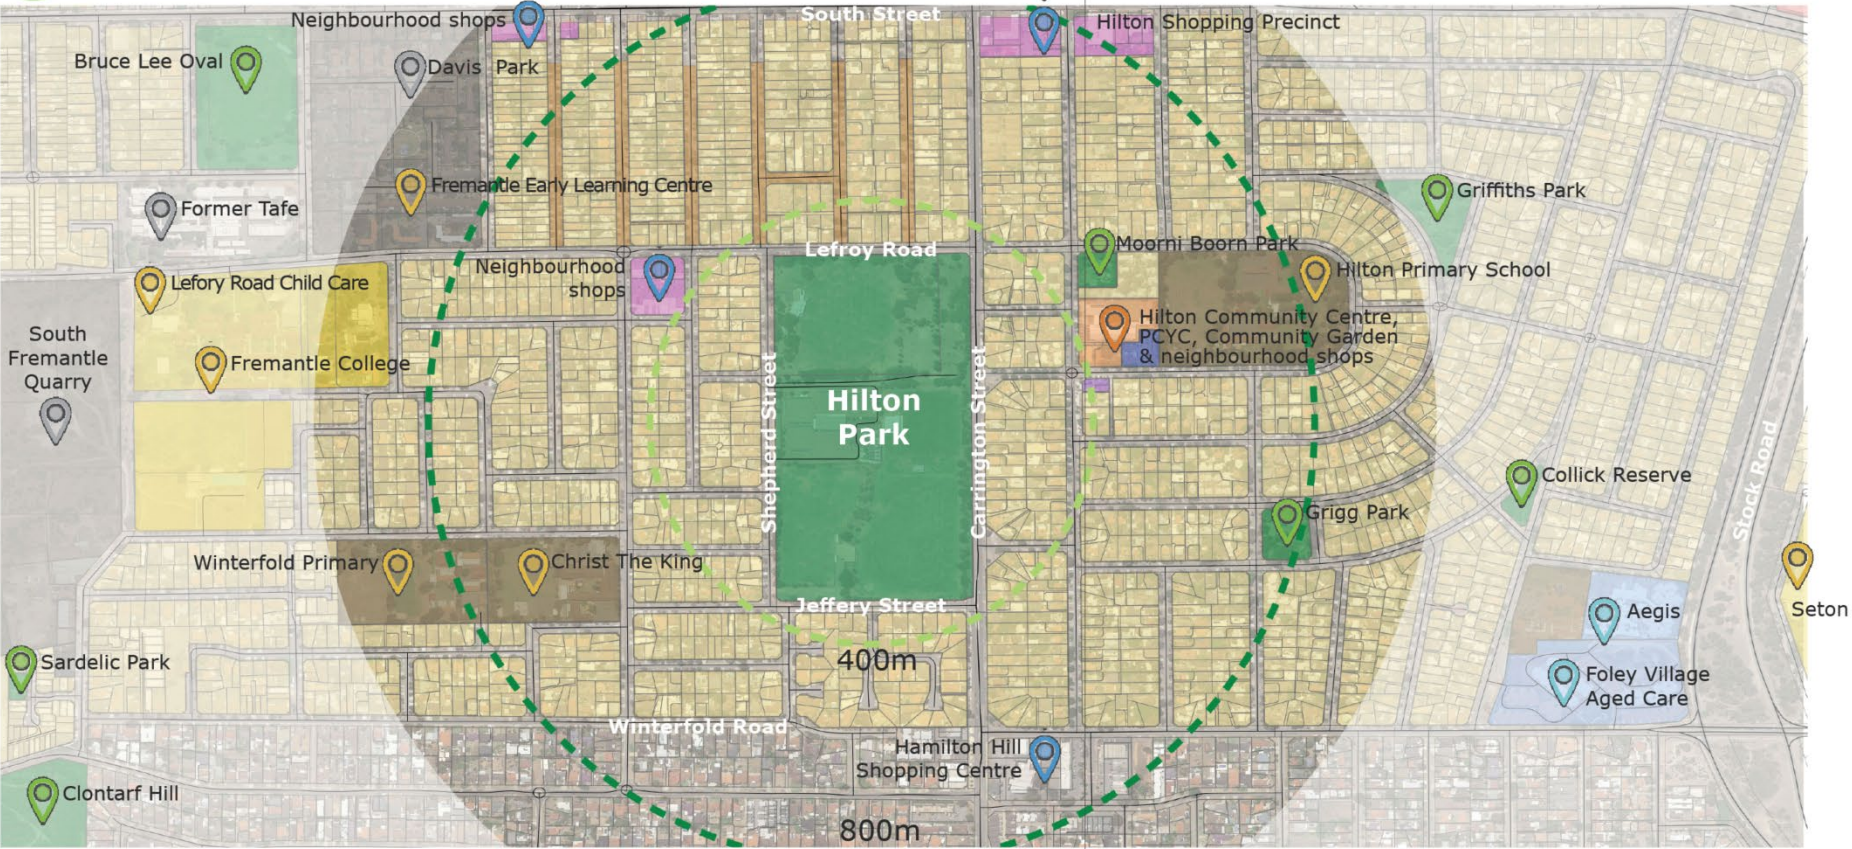 South Street
Neighbourhood shops
Hilton Shopping Precinct
Bruce Lee Oval
Davis Park
Fremantle Early Learning Centre
Griffiths Park
Former Tafe
Moorni Boorn Park
Lefroy Road
Neighbourhood
shops
Hilton Primary School
Lefory Road Child Care
Hilton Community Centre,
PCYC, Community Garden
& neighbourhood shops
South
Fremantle
Quarry
Fremantle College
Shepherd Street
Hilton
Park
Carrington Street
Stock Road
Collick Reserve
Grigg Park
Winterfold Primary
Christ The King
Jeffery Street
Aegis
Seton
Sardelic Park
400m
Foley Village
Aged Care
Winterfold Road
Hamilton Hill
Shopping Centre
Clontarf Hill
800m